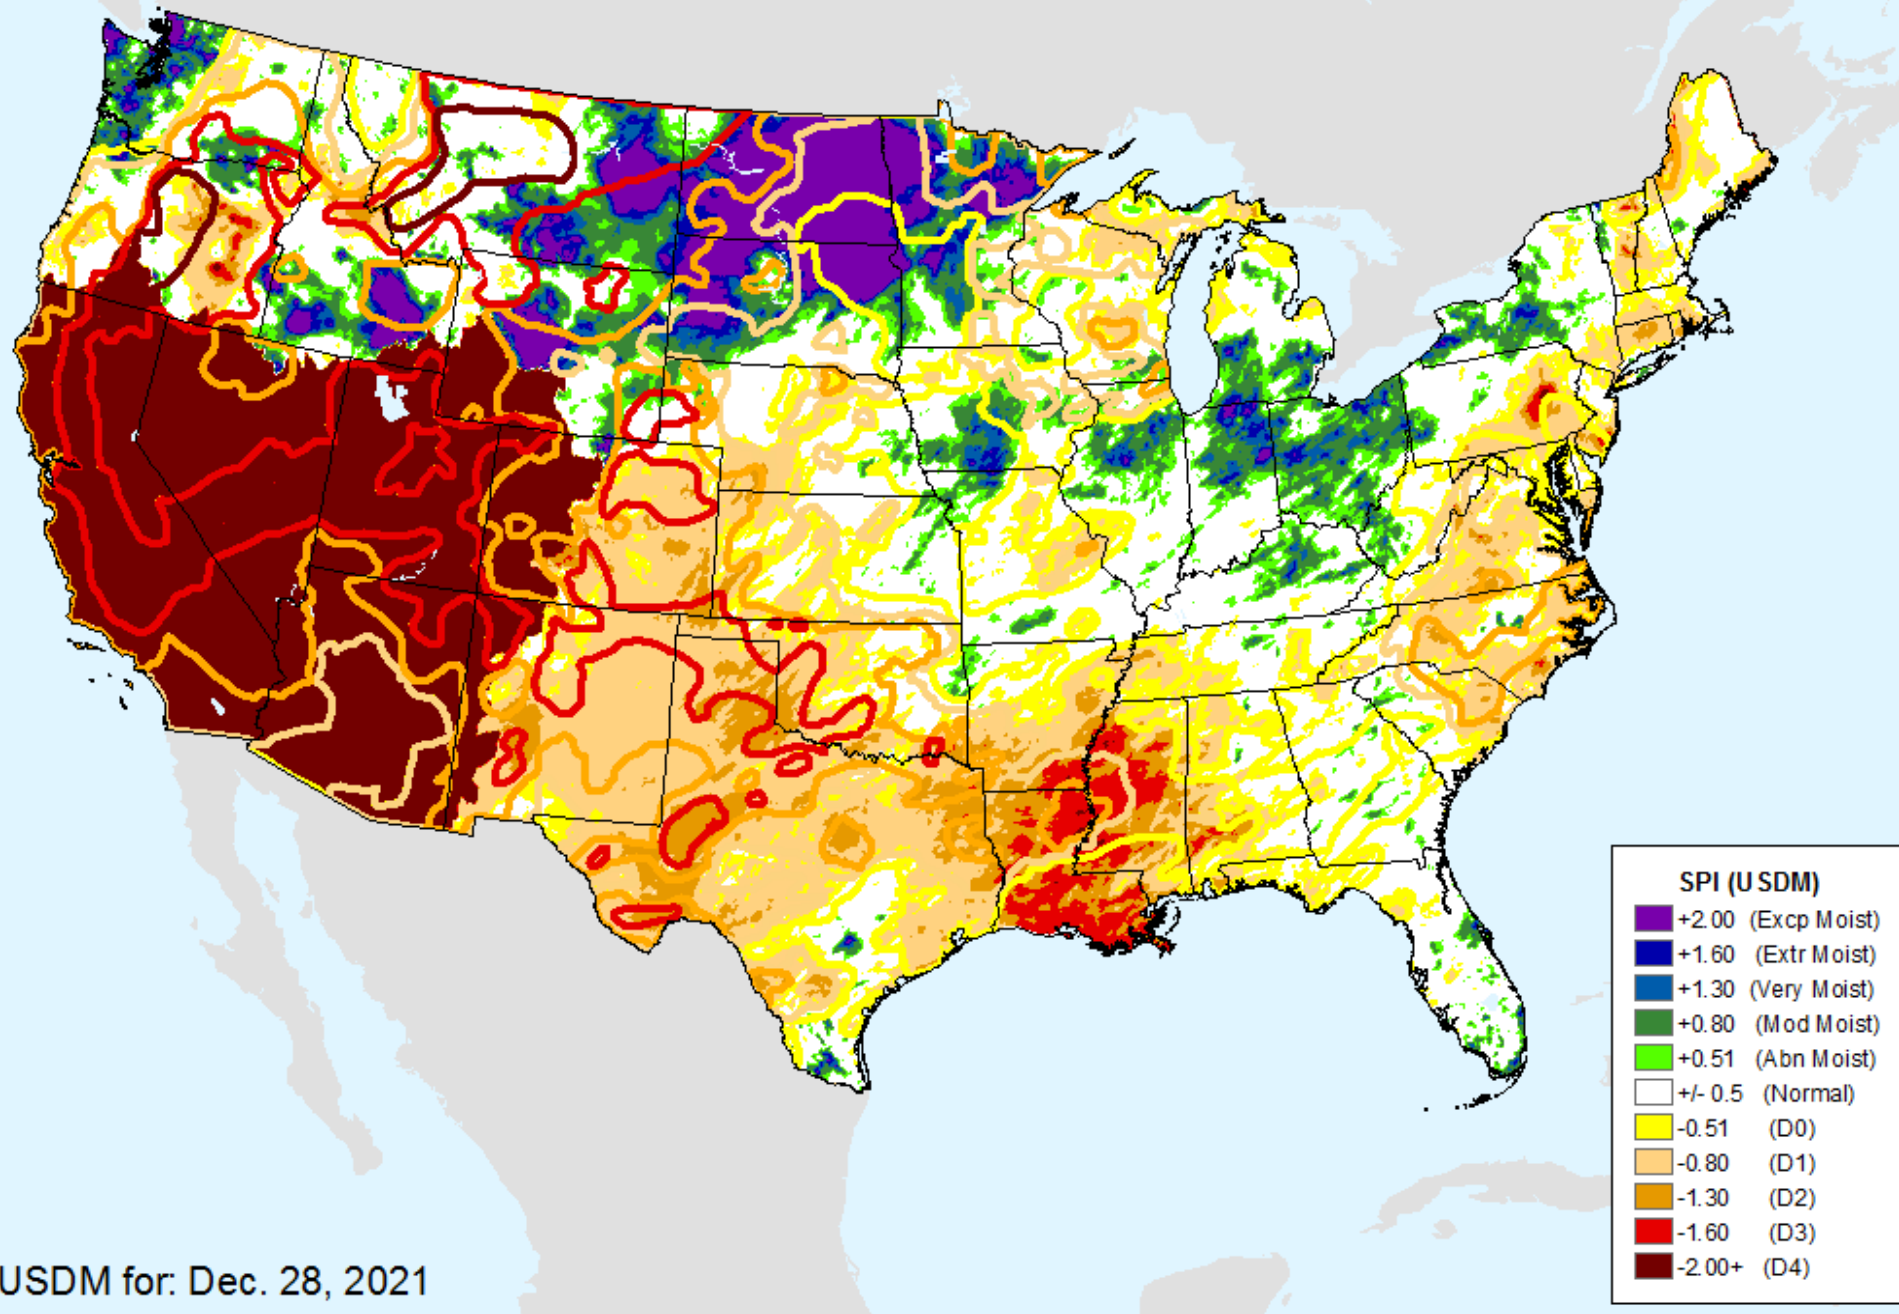 SPI (USDM)
+2.00 (Excp Moist)
+1.60 (Extr Moist)
+1.30 (Very Moist)
+0.80 (Mod Moist)
+0.51 (Abn Moist)
+/- 0.5 (Normal)
-0.51 (D0)
-0.80 (D1)
-1.30 (D2)
-1.60 (D3)
-2.00+ (D4)
USDM for: Dec. 28, 2021